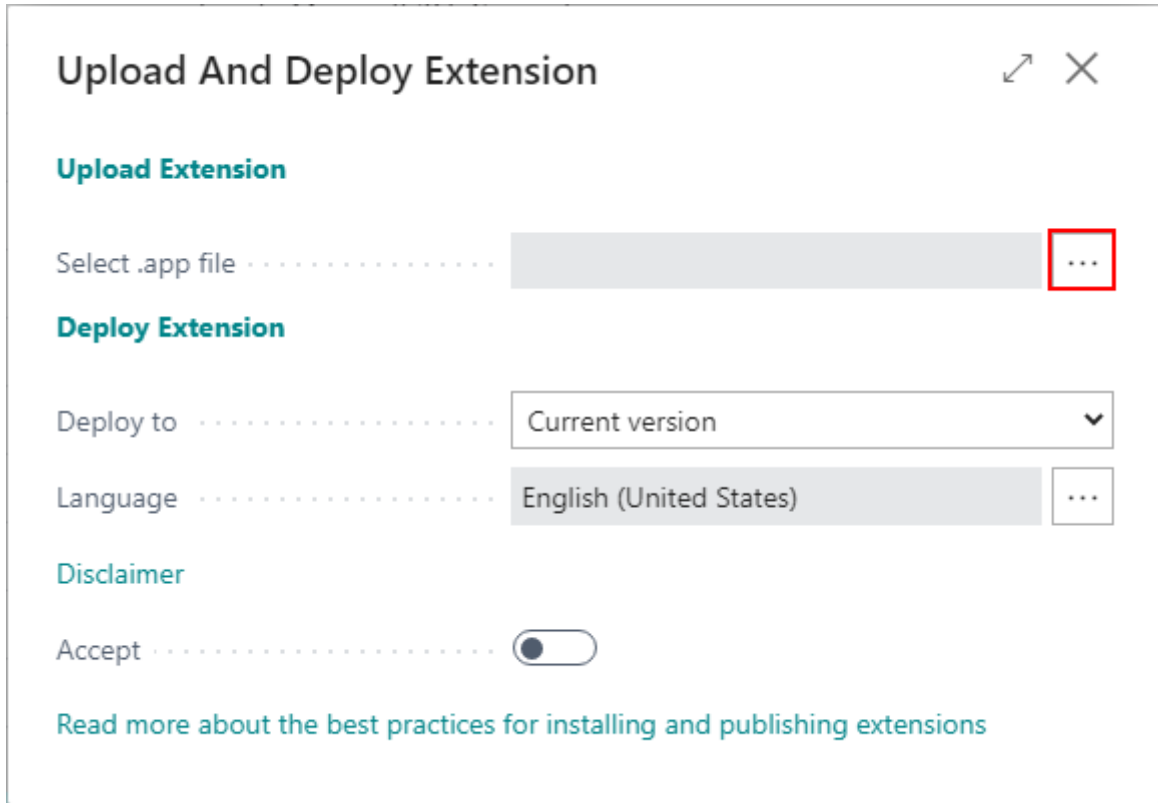 Upload And Deploy Extension
Upload Extension
Select .app file
Deploy Extension
Deploy to Current version
Language English (United States)
Disclaimer
Accept
Read more about the best practices for installing and publishing extensions